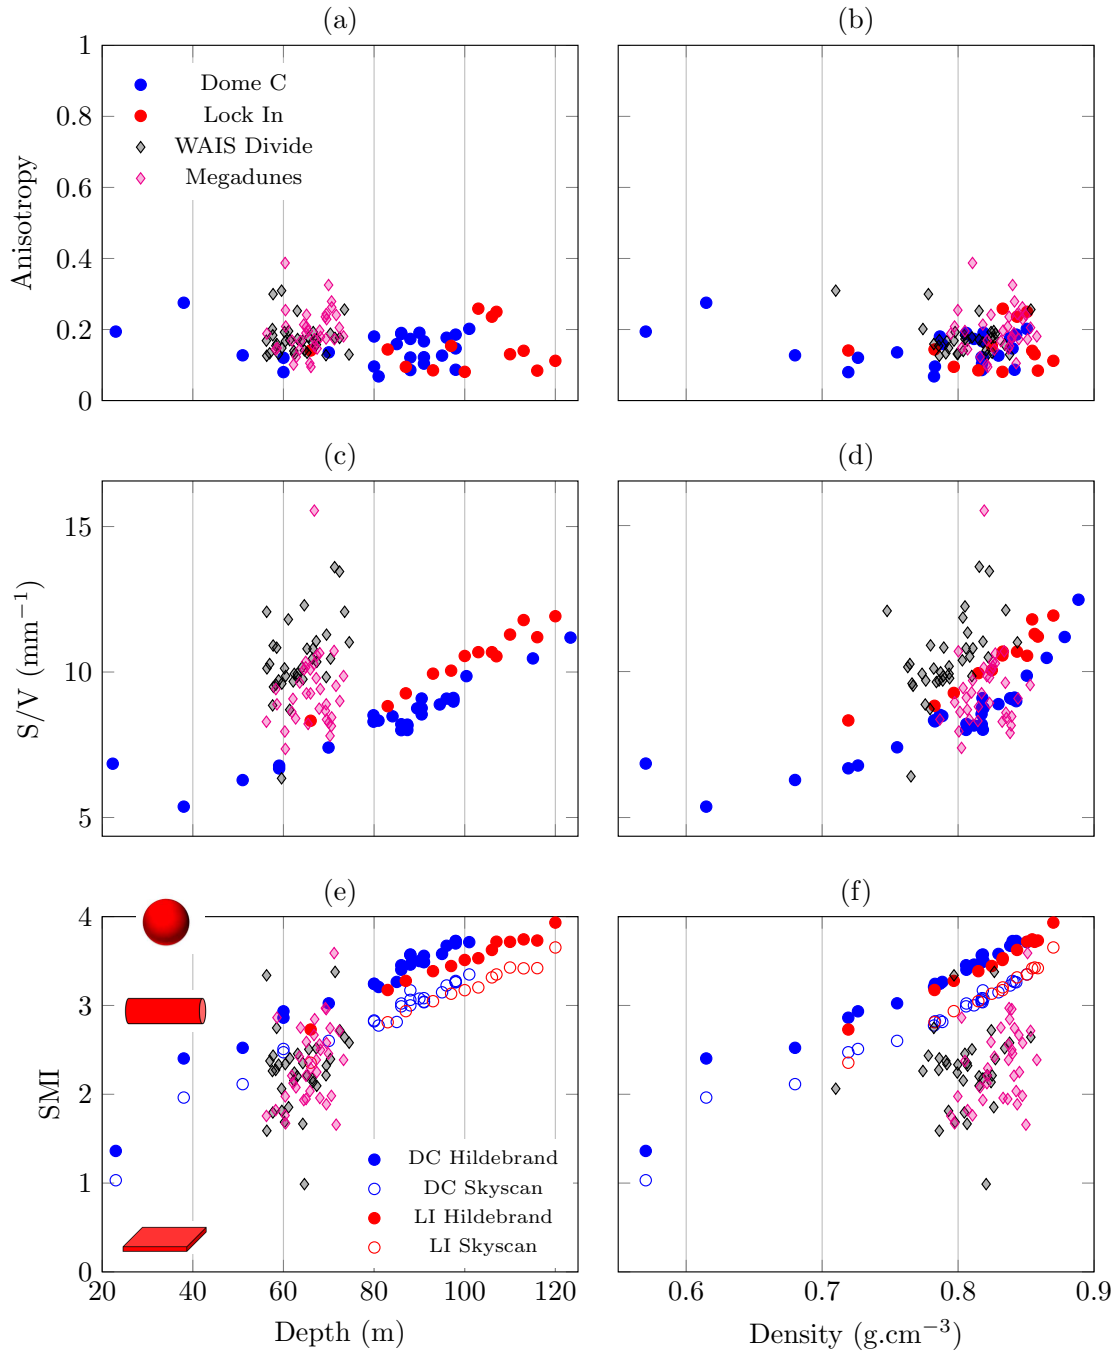 (a)
(b)
1
0.8
0.6
0.4
0.2
0
Anisotropy
Dome C
Lock In
WAIS Divide
Megadunes
(c)
(d)
15
10
5
S/V (mm⁻¹)
(e)
(f)
4
3
2
1
0
SMI
DC Hildebrand
DC Skyscan
LI Hildebrand
LI Skyscan
20 40 60 80 100 120
0.6 0.7 0.8 0.9
Depth (m)
Density (g.cm⁻³)